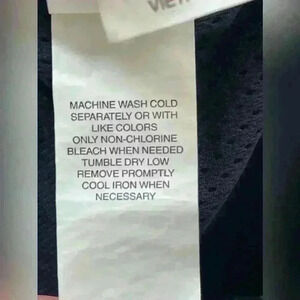 MACHINE WASH COLD
SEPARATELY OR WITH
LIKE COLORS
ONLY NON-CHLORINE
BLEACH WHEN NEEDED
TUMBLE DRY LOW
REMOVE PROMPTLY
COOL IRON WHEN
NECESSARY